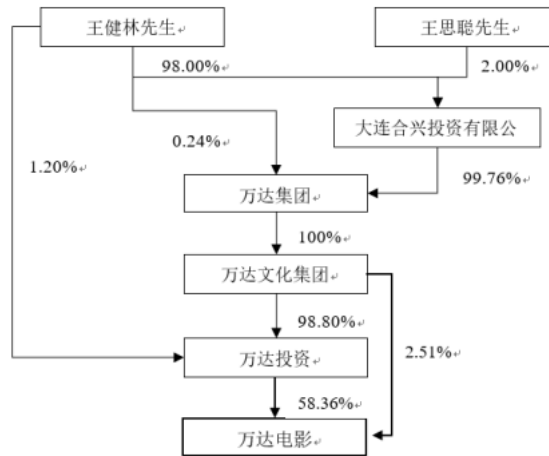 王健林先生
王思聪先生
98.00%
2.00%
大连合兴投资有限公
0.24%
1.20%
99.76%
万达集团
100%
万达文化集团
98.80%
2.51%
万达投资
58.36%
万达电影